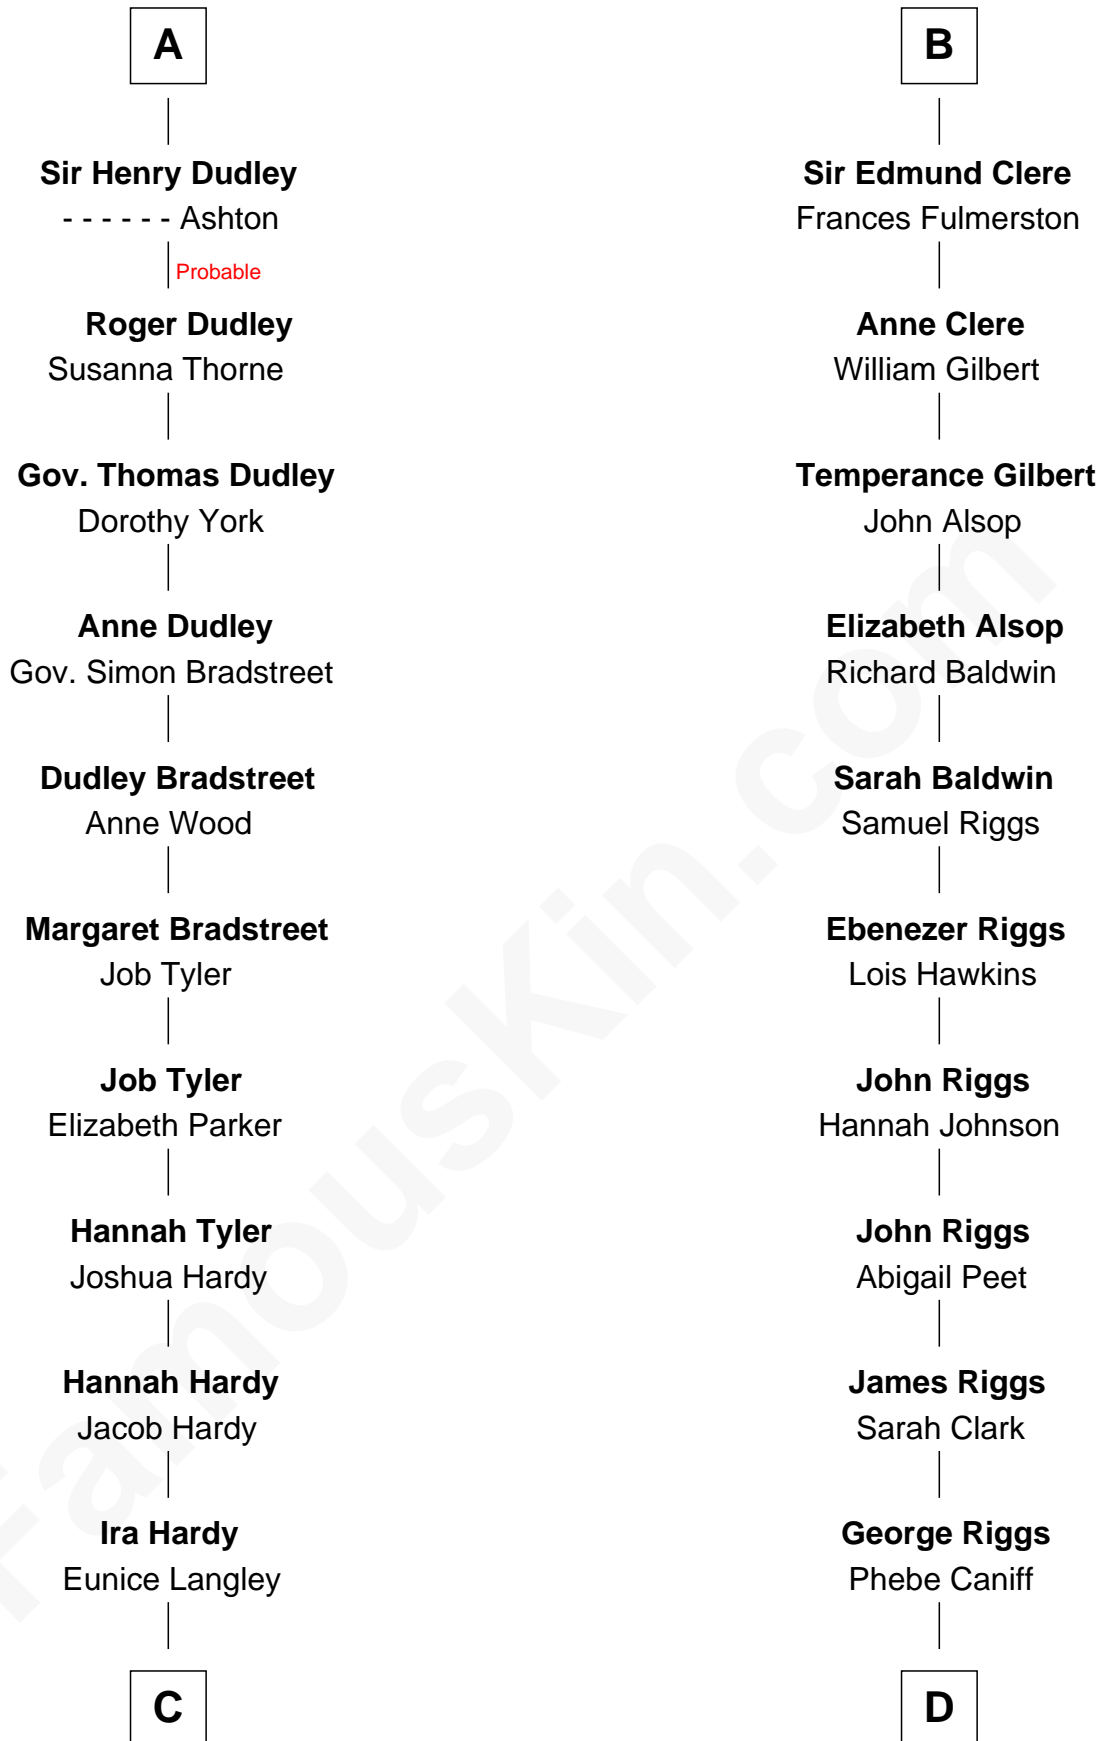 A
Sir Henry Dudley
- - - - - - Ashton
Probable
Roger Dudley
Susanna Thorne
Gov. Thomas Dudley
Dorothy York
Anne Dudley
Gov. Simon Bradstreet
Dudley Bradstreet
Anne Wood
Margaret Bradstreet
Job Tyler
Job Tyler
Elizabeth Parker
Hannah Tyler
Joshua Hardy
Hannah Hardy
Jacob Hardy
Ira Hardy
Eunice Langley
C
B
Sir Edmund Clere
Frances Fulmerston
Anne Clere
William Gilbert
Temperance Gilbert
John Alsop
Elizabeth Alsop
Richard Baldwin
Sarah Baldwin
Samuel Riggs
Ebenezer Riggs
Lois Hawkins
John Riggs
Hannah Johnson
John Riggs
Abigail Peet
James Riggs
Sarah Clark
George Riggs
Phebe Caniff
D
FamousKin.com